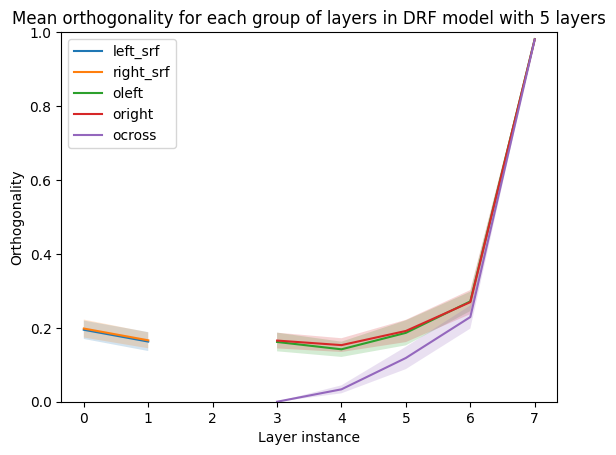 Mean orthogonality for each group of layers in DRF model with 5 layers
1.0
0.8
0.6
0.4
0.2
0.0
Orthogonality
left_srf
right_srf
oleft
oright
ocross
0 1 2 3 4 5 6 7
Layer instance